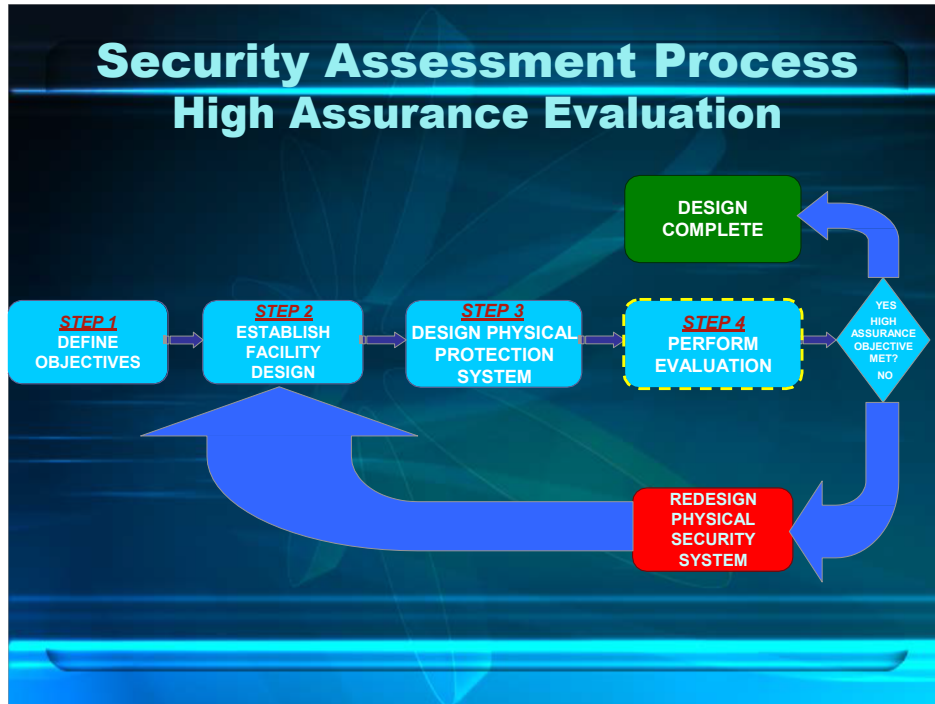 Security Assessment Process
High Assurance Evaluation
DESIGN
COMPLETE
STEP 1
DEFINE
OBJECTIVES
STEP 2
ESTABLISH
FACILITY
DESIGN
STEP 3
DESIGN PHYSICAL
PROTECTION
SYSTEM
STEP 4
PERFORM
EVALUATION
YES
HIGH
ASSURANCE
OBJECTIVE
MET?
NO
REDESIGN
PHYSICAL
SECURITY
SYSTEM